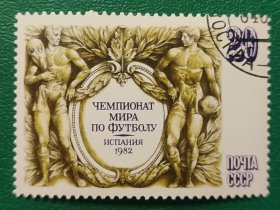 20
ЧЕМПИОНАТ
МИРА
ПО ФУТБОЛУ
ИСПАНИЯ
1982
ПОЧТА
СССР